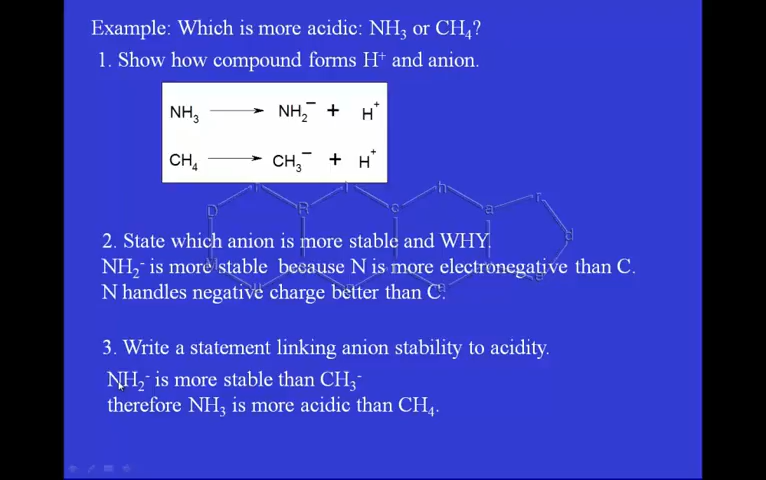 Example: Which is more acidic: NH₃ or CH₄?
1. Show how compound forms H⁺ and anion.
NH₃ → NH₂⁻ + H⁺
CH₄ → CH₃⁻ + H⁺
2. State which anion is more stable and WHY.
NH₂⁻ is more stable because N is more electronegative than C.
N handles negative charge better than C.
3. Write a statement linking anion stability to acidity.
NH₂⁻ is more stable than CH₃⁻
therefore NH₃ is more acidic than CH₄.